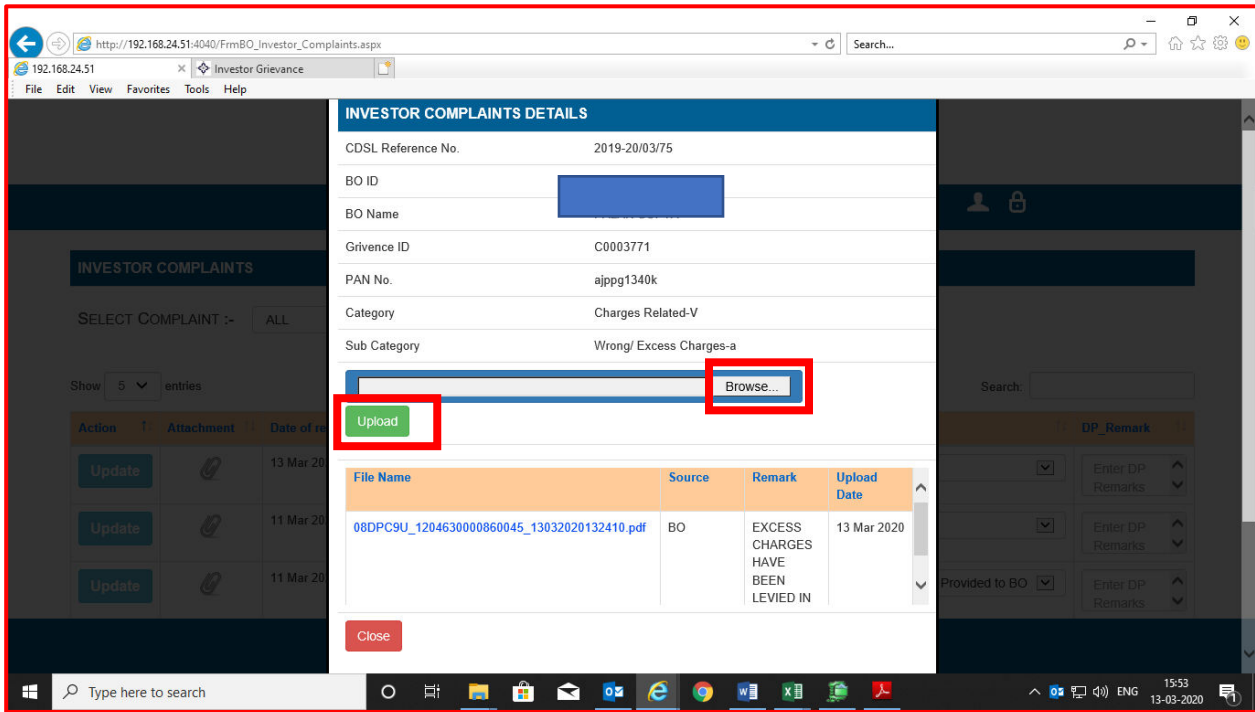 http://192.168.24.51:4040/FrmBO_Investor_Complaints.aspx
Search...
192.168.24.51
Investor Grievance
File Edit View Favorites Tools Help
INVESTOR COMPLAINTS DETAILS
CDSL Reference No. 2019-20/03/75
BO ID
BO Name
Grivence ID C0003771
INVESTOR COMPLAINTS
PAN No. ajppg1340k
SELECT COMPLAINT :- ALL
Category Charges Related-V
Sub Category Wrong/ Excess Charges-a
Show 5 entries
Browse...
Search:
Upload
Action Attachment Date of re
DP_Remark
Update 13 Mar 20
Enter DP Remarks
File Name Source Remark Upload Date
08DPC9U_1204630000860045_13032020132410.pdf BO EXCESS 13 Mar 2020
CHARGES
HAVE
BEEN
LEVIED IN
Update 11 Mar 20
Enter DP Remarks
Update 11 Mar 20
Provided to BO
Enter DP Remarks
Close
Type here to search
ENG
15:53
13-03-2020